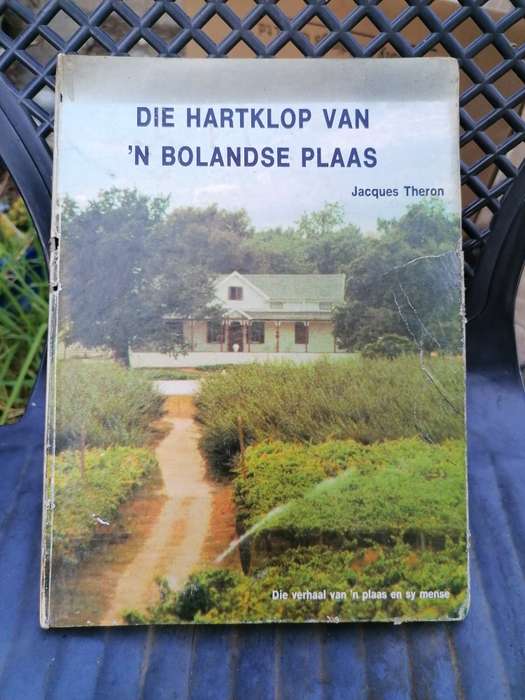 DIE HARTKLOP VAN
'N BOLANDSE PLAAS
Jacques Theron
Die verhaal van 'n plaas en sy mense